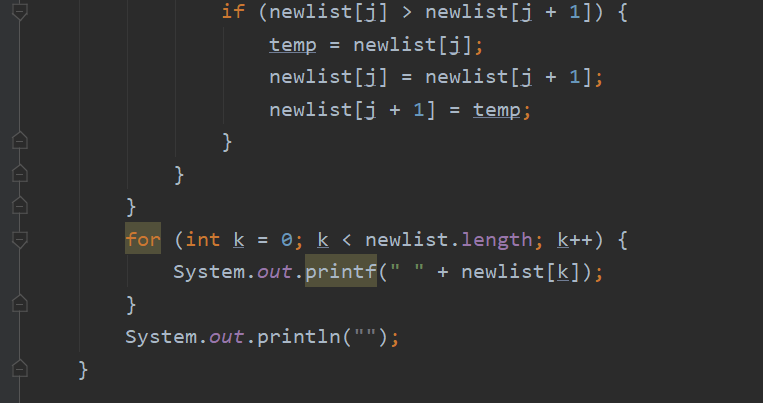 if (newlist[j] > newlist[j + 1]) {
temp = newlist[j];
newlist[j] = newlist[j + 1];
newlist[j + 1] = temp;
}
}
}
for (int k = 0; k < newlist.length; k++) {
System.out.printf(" " + newlist[k]);
}
System.out.println("");
}